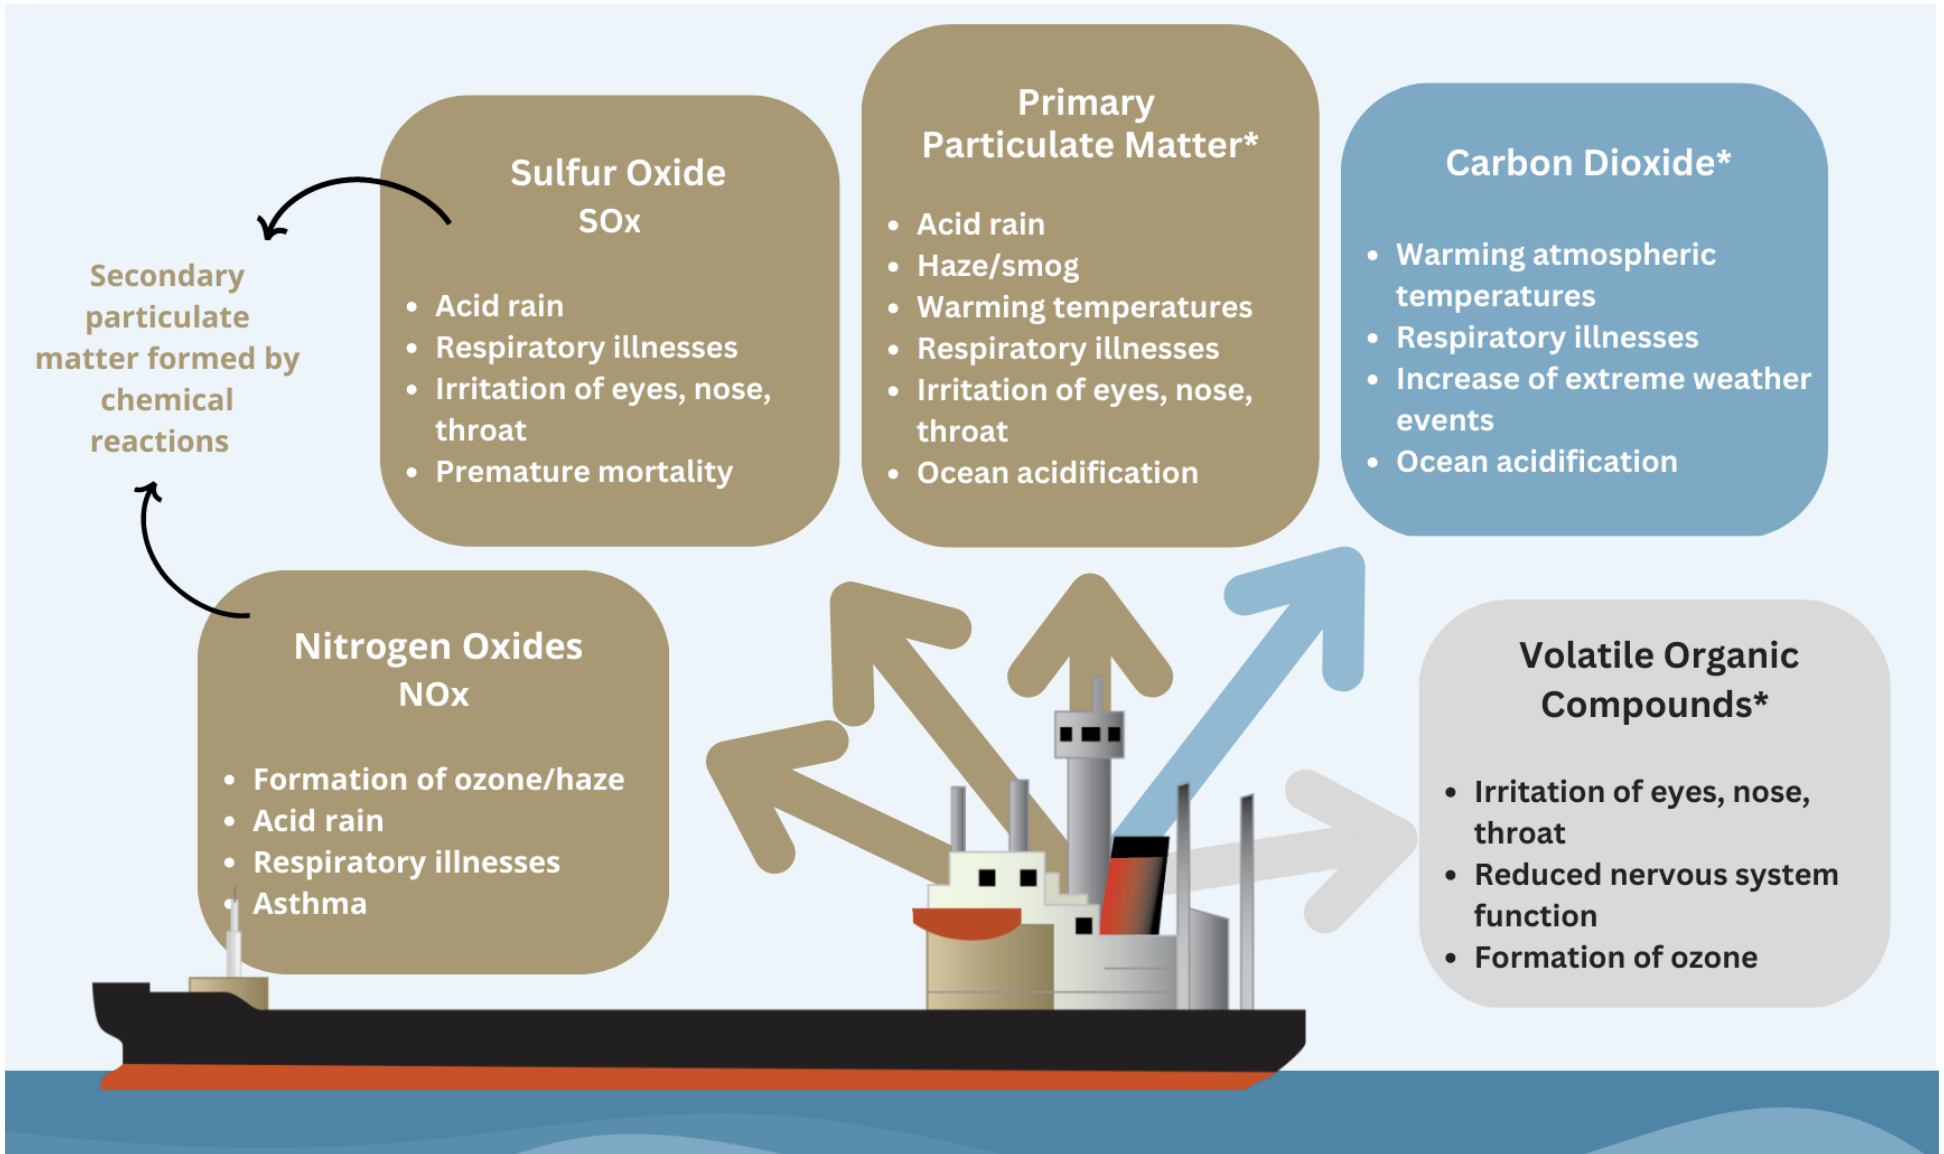 Secondary
particulate
matter formed by
chemical
reactions
Sulfur Oxide
SOx
• Acid rain
• Respiratory illnesses
• Irritation of eyes, nose,
throat
• Premature mortality
Primary
Particulate Matter*
• Acid rain
• Haze/smog
• Warming temperatures
• Respiratory illnesses
• Irritation of eyes, nose,
throat
• Ocean acidification
Carbon Dioxide*
• Warming atmospheric
temperatures
• Respiratory illnesses
• Increase of extreme weather
events
• Ocean acidification
Nitrogen Oxides
NOx
• Formation of ozone/haze
• Acid rain
• Respiratory illnesses
• Asthma
Volatile Organic
Compounds*
• Irritation of eyes, nose,
throat
• Reduced nervous system
function
• Formation of ozone